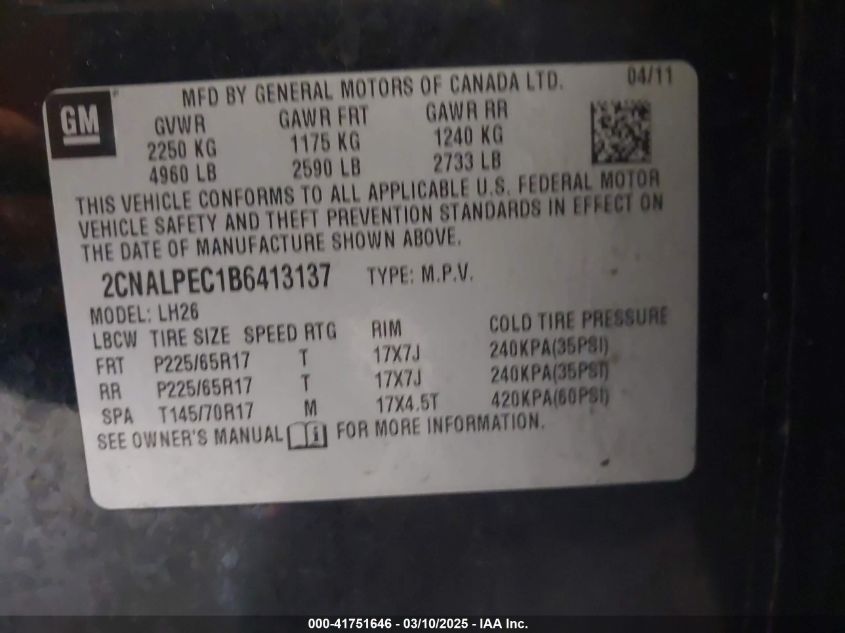 GM
MFD BY GENERAL MOTORS OF CANADA LTD. 04/11
GVWR GAWR FRT GAWR RR
2250 KG 1175 KG 1240 KG
4960 LB 2590 LB 2733 LB
THIS VEHICLE CONFORMS TO ALL APPLICABLE U.S. FEDERAL MOTOR
VEHICLE SAFETY AND THEFT PREVENTION STANDARDS IN EFFECT ON
THE DATE OF MANUFACTURE SHOWN ABOVE.
2CNALPEC1B6413137 TYPE: M.P.V.
MODEL: LH26
LBCW TIRE SIZE SPEED RTG RIM COLD TIRE PRESSURE
FRT P225/65R17 T 17X7J 240KPA(35PSI)
RR P225/65R17 T 17X7J 240KPA(35PSI)
SPA T145/70R17 M 17X4.5T 420KPA(60PSI)
SEE OWNER'S MANUAL FOR MORE INFORMATION.
000-41751646 — 03/10/2025 — IAA Inc.